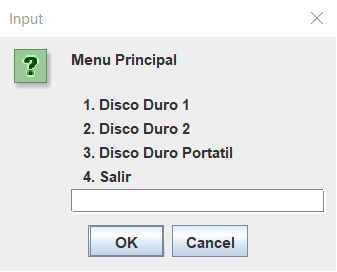 Input
Menu Principal
1. Disco Duro 1
2. Disco Duro 2
3. Disco Duro Portatil
4. Salir
OK Cancel